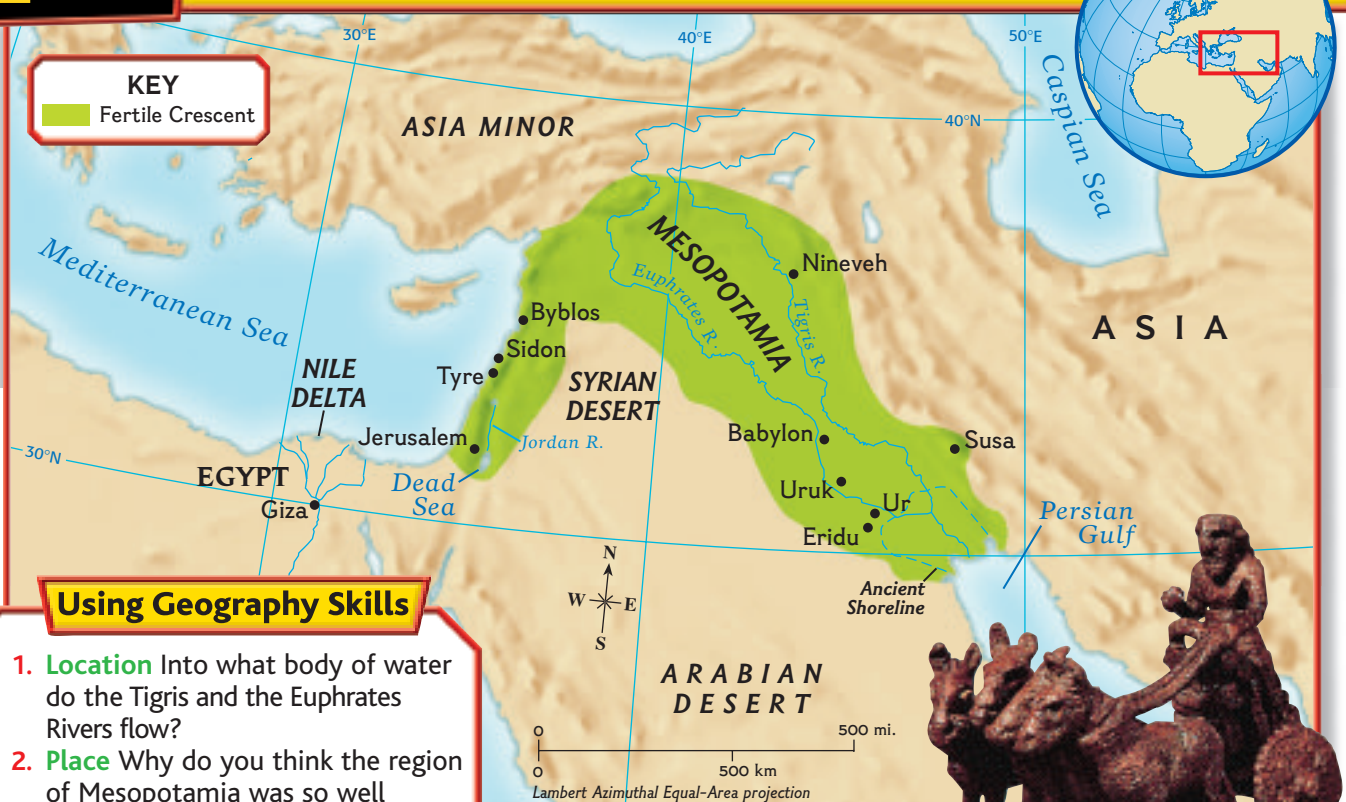 30°E
40°E
50°E
KEY
Fertile Crescent
ASIA MINOR
40°N
Caspian Sea
MESOPOTAMIA
Nineveh
Euphrates R.
Tigris R.
Mediterranean Sea
ASIA
Byblos
Sidon
Tyre
NILE
DELTA
SYRIAN
DESERT
Jerusalem
Jordan R.
Babylon
Susa
30°N
EGYPT
Dead
Sea
Giza
Uruk
Ur
Eridu
Persian
Gulf
N
W
E
S
Ancient
Shoreline
ARABIAN
DESERT
0
500 mi.
0
500 km
Lambert Azimuthal Equal-Area projection
Using Geography Skills
1. Location Into what body of water
do the Tigris and the Euphrates
Rivers flow?
2. Place Why do you think the region
of Mesopotamia was so well